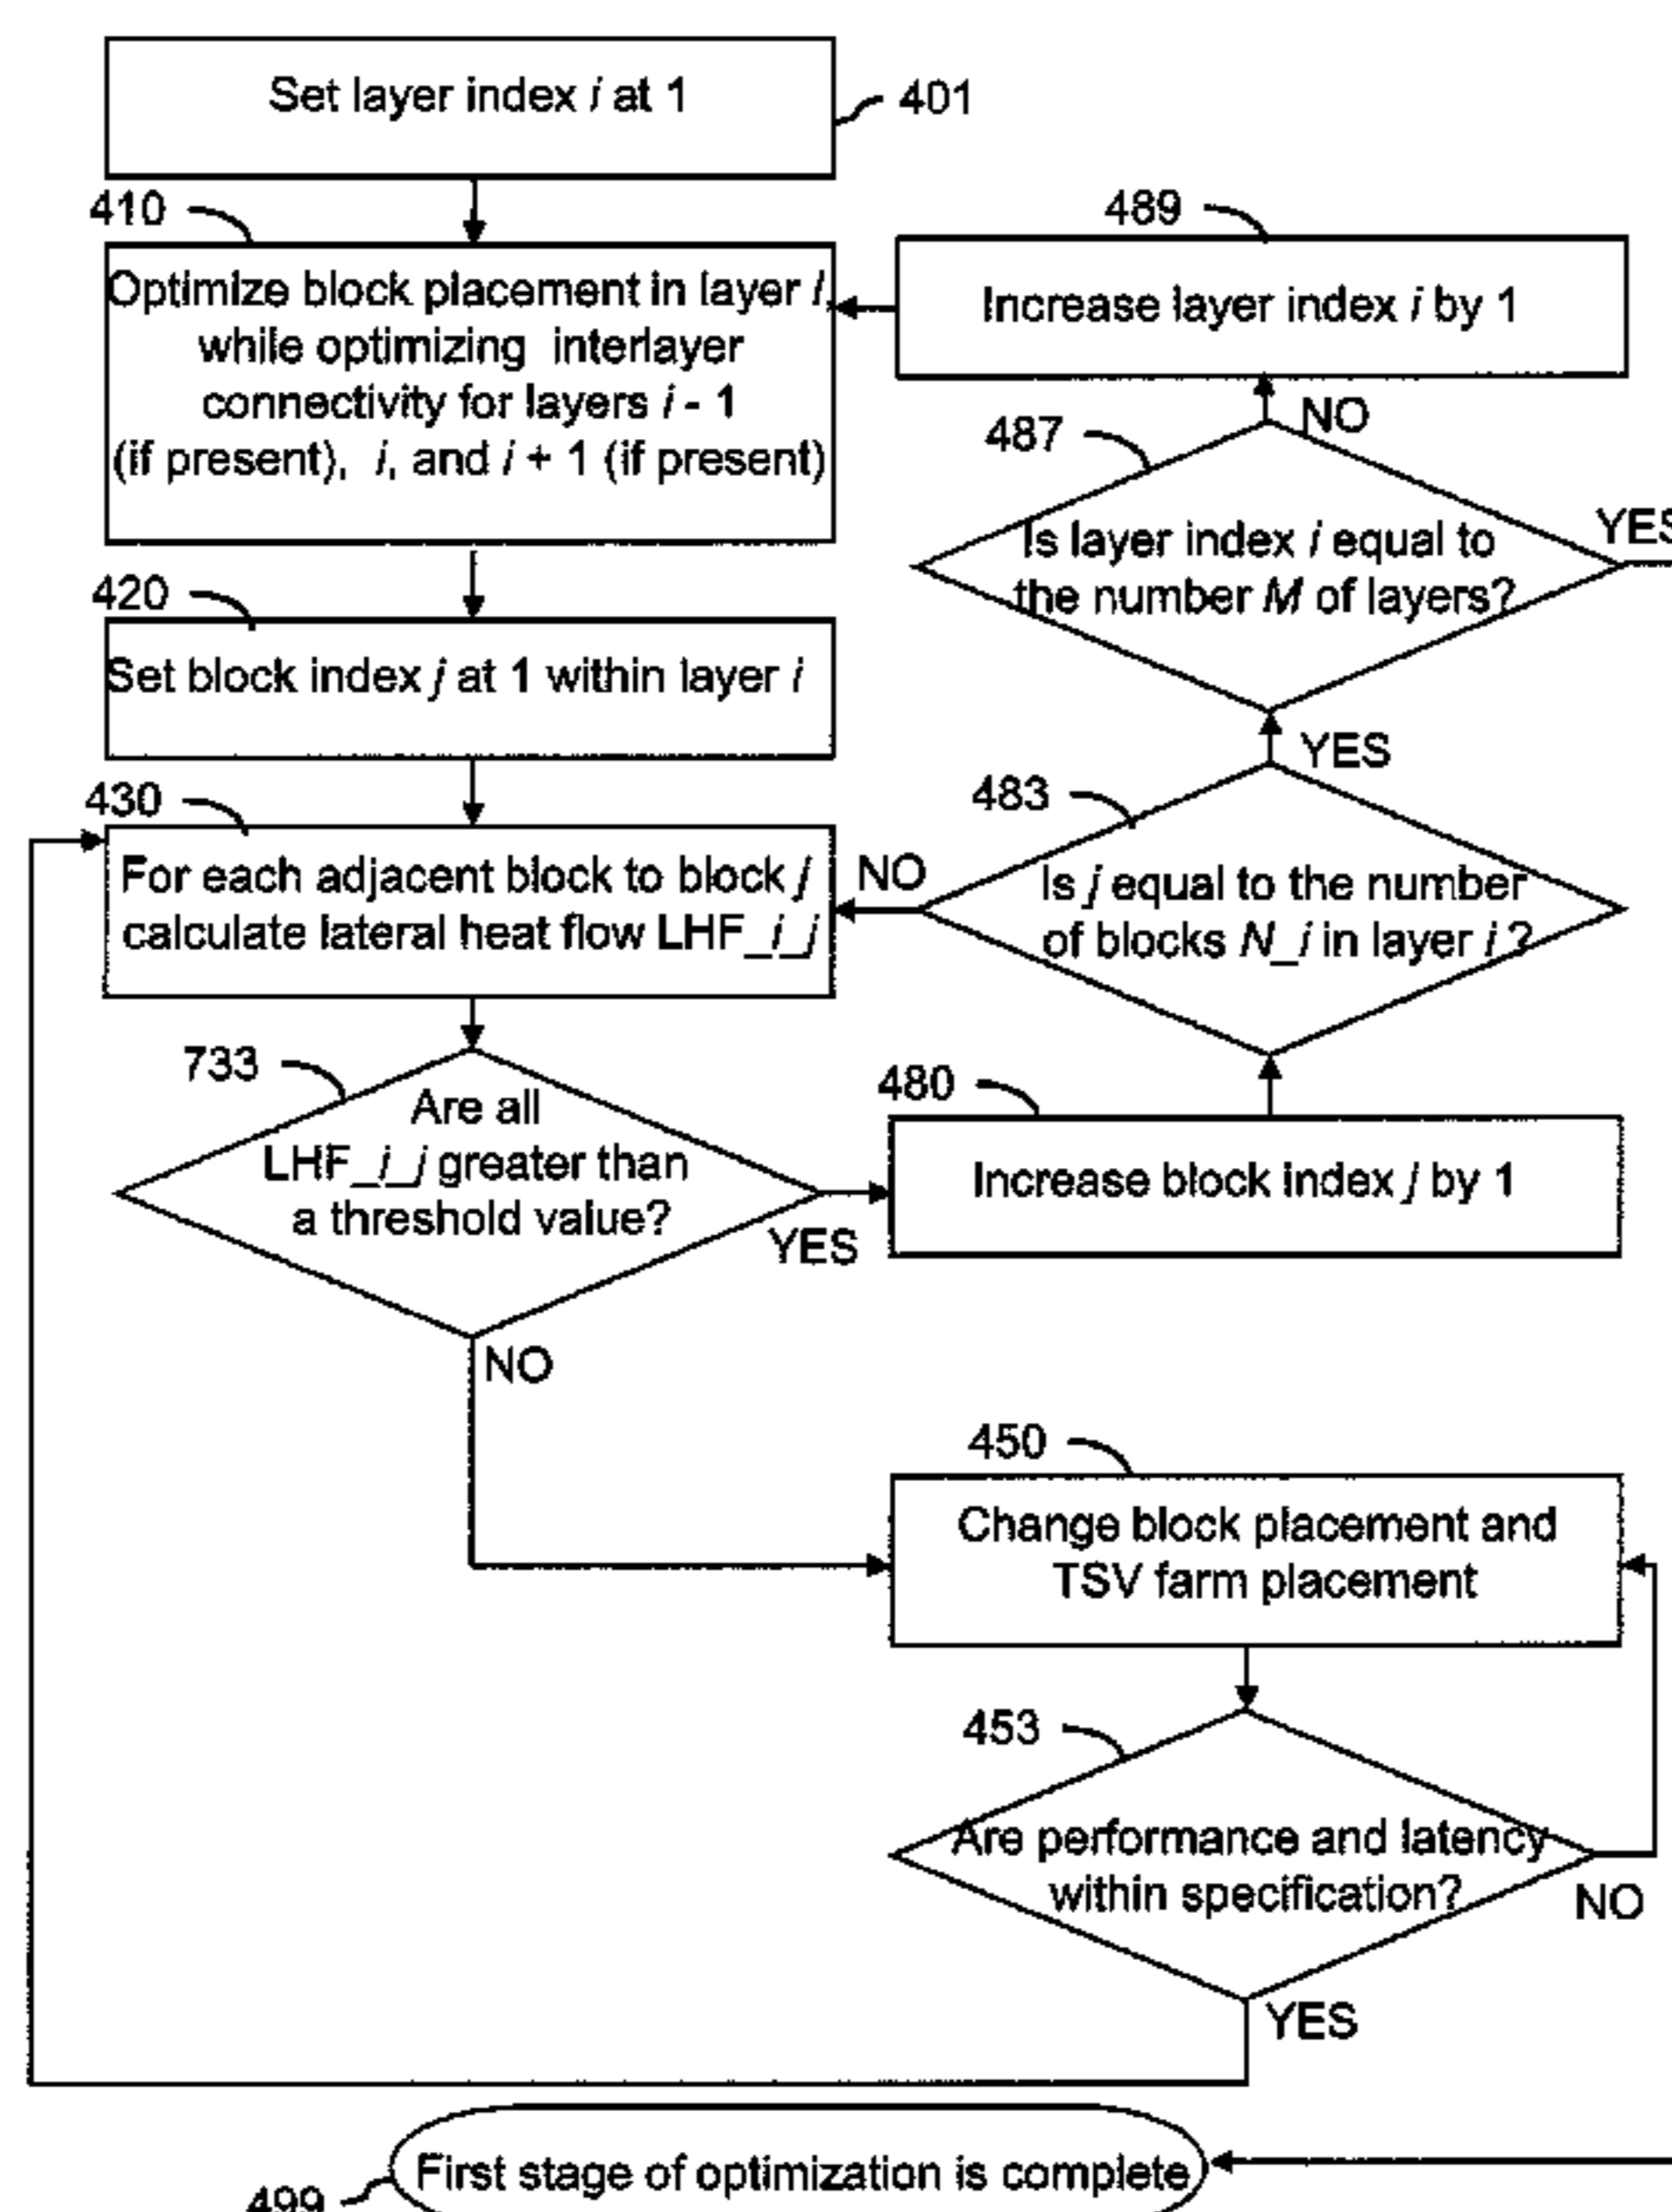 Set layer index i at 1
401
410
Optimize block placement in layer i,
while optimizing interlayer
connectivity for layers i - 1
(if present), i, and i + 1 (if present)
420
Set block index j at 1 within layer i
430
For each adjacent block to block j
calculate lateral heat flow LHF_i_j
733
Are all
LHF_i_j greater than
a threshold value?
YES
NO
480
Increase block index j by 1
483
Is j equal to the number
of blocks N_i in layer i ?
NO
YES
487
Is layer index i equal to
the number M of layers?
NO
YES
489
Increase layer index i by 1
450
Change block placement and
TSV farm placement
453
Are performance and latency
within specification?
NO
YES
First stage of optimization is complete
499